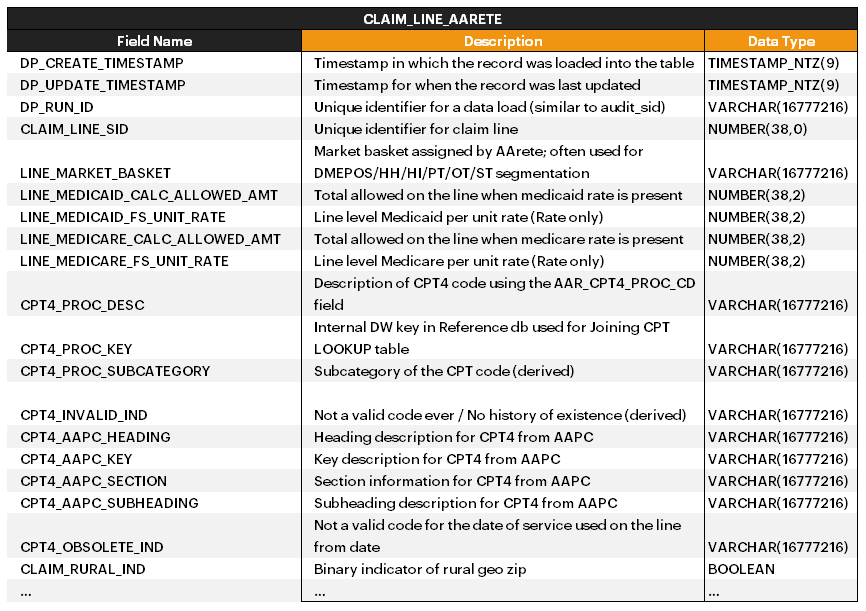 CLAIM_LINE_AARETE
Field Name Description Data Type
DP_CREATE_TIMESTAMP Timestamp in which the record was loaded into the table TIMESTAMP_NTZ(9)
DP_UPDATE_TIMESTAMP Timestamp for when the record was last updated TIMESTAMP_NTZ(9)
DP_RUN_ID Unique identifier for a data load (similar to audit_sid) VARCHAR(16777216)
CLAIM_LINE_SID Unique identifier for claim line NUMBER(38,0)
Market basket assigned by AArete; often used for
LINE_MARKET_BASKET DMEPOS/HH/HI/PT/OT/ST segmentation VARCHAR(16777216)
LINE_MEDICAID_CALC_ALLOWED_AMT Total allowed on the line when medicaid rate is present NUMBER(38,2)
LINE_MEDICAID_FS_UNIT_RATE Line level Medicaid per unit rate (Rate only) NUMBER(38,2)
LINE_MEDICARE_CALC_ALLOWED_AMT Total allowed on the line when medicare rate is present NUMBER(38,2)
LINE_MEDICARE_FS_UNIT_RATE Line level Medicare per unit rate (Rate only) NUMBER(38,2)
Description of CPT4 code using the AAR_CPT4_PROC_CD
CPT4_PROC_DESC field VARCHAR(16777216)
Internal DW key in Reference db used for Joining CPT
CPT4_PROC_KEY LOOKUP table VARCHAR(16777216)
CPT4_PROC_SUBCATEGORY Subcategory of the CPT code (derived) VARCHAR(16777216)
CPT4_INVALID_IND Not a valid code ever / No history of existence (derived) VARCHAR(16777216)
CPT4_AAPC_HEADING Heading description for CPT4 from AAPC VARCHAR(16777216)
CPT4_AAPC_KEY Key description for CPT4 from AAPC VARCHAR(16777216)
CPT4_AAPC_SECTION Section information for CPT4 from AAPC VARCHAR(16777216)
CPT4_AAPC_SUBHEADING Subheading description for CPT4 from AAPC VARCHAR(16777216)
Not a valid code for the date of service used on the line
CPT4_OBSOLETE_IND from date VARCHAR(16777216)
CLAIM_RURAL_IND Binary indicator of rural geo zip BOOLEAN
... ... ...